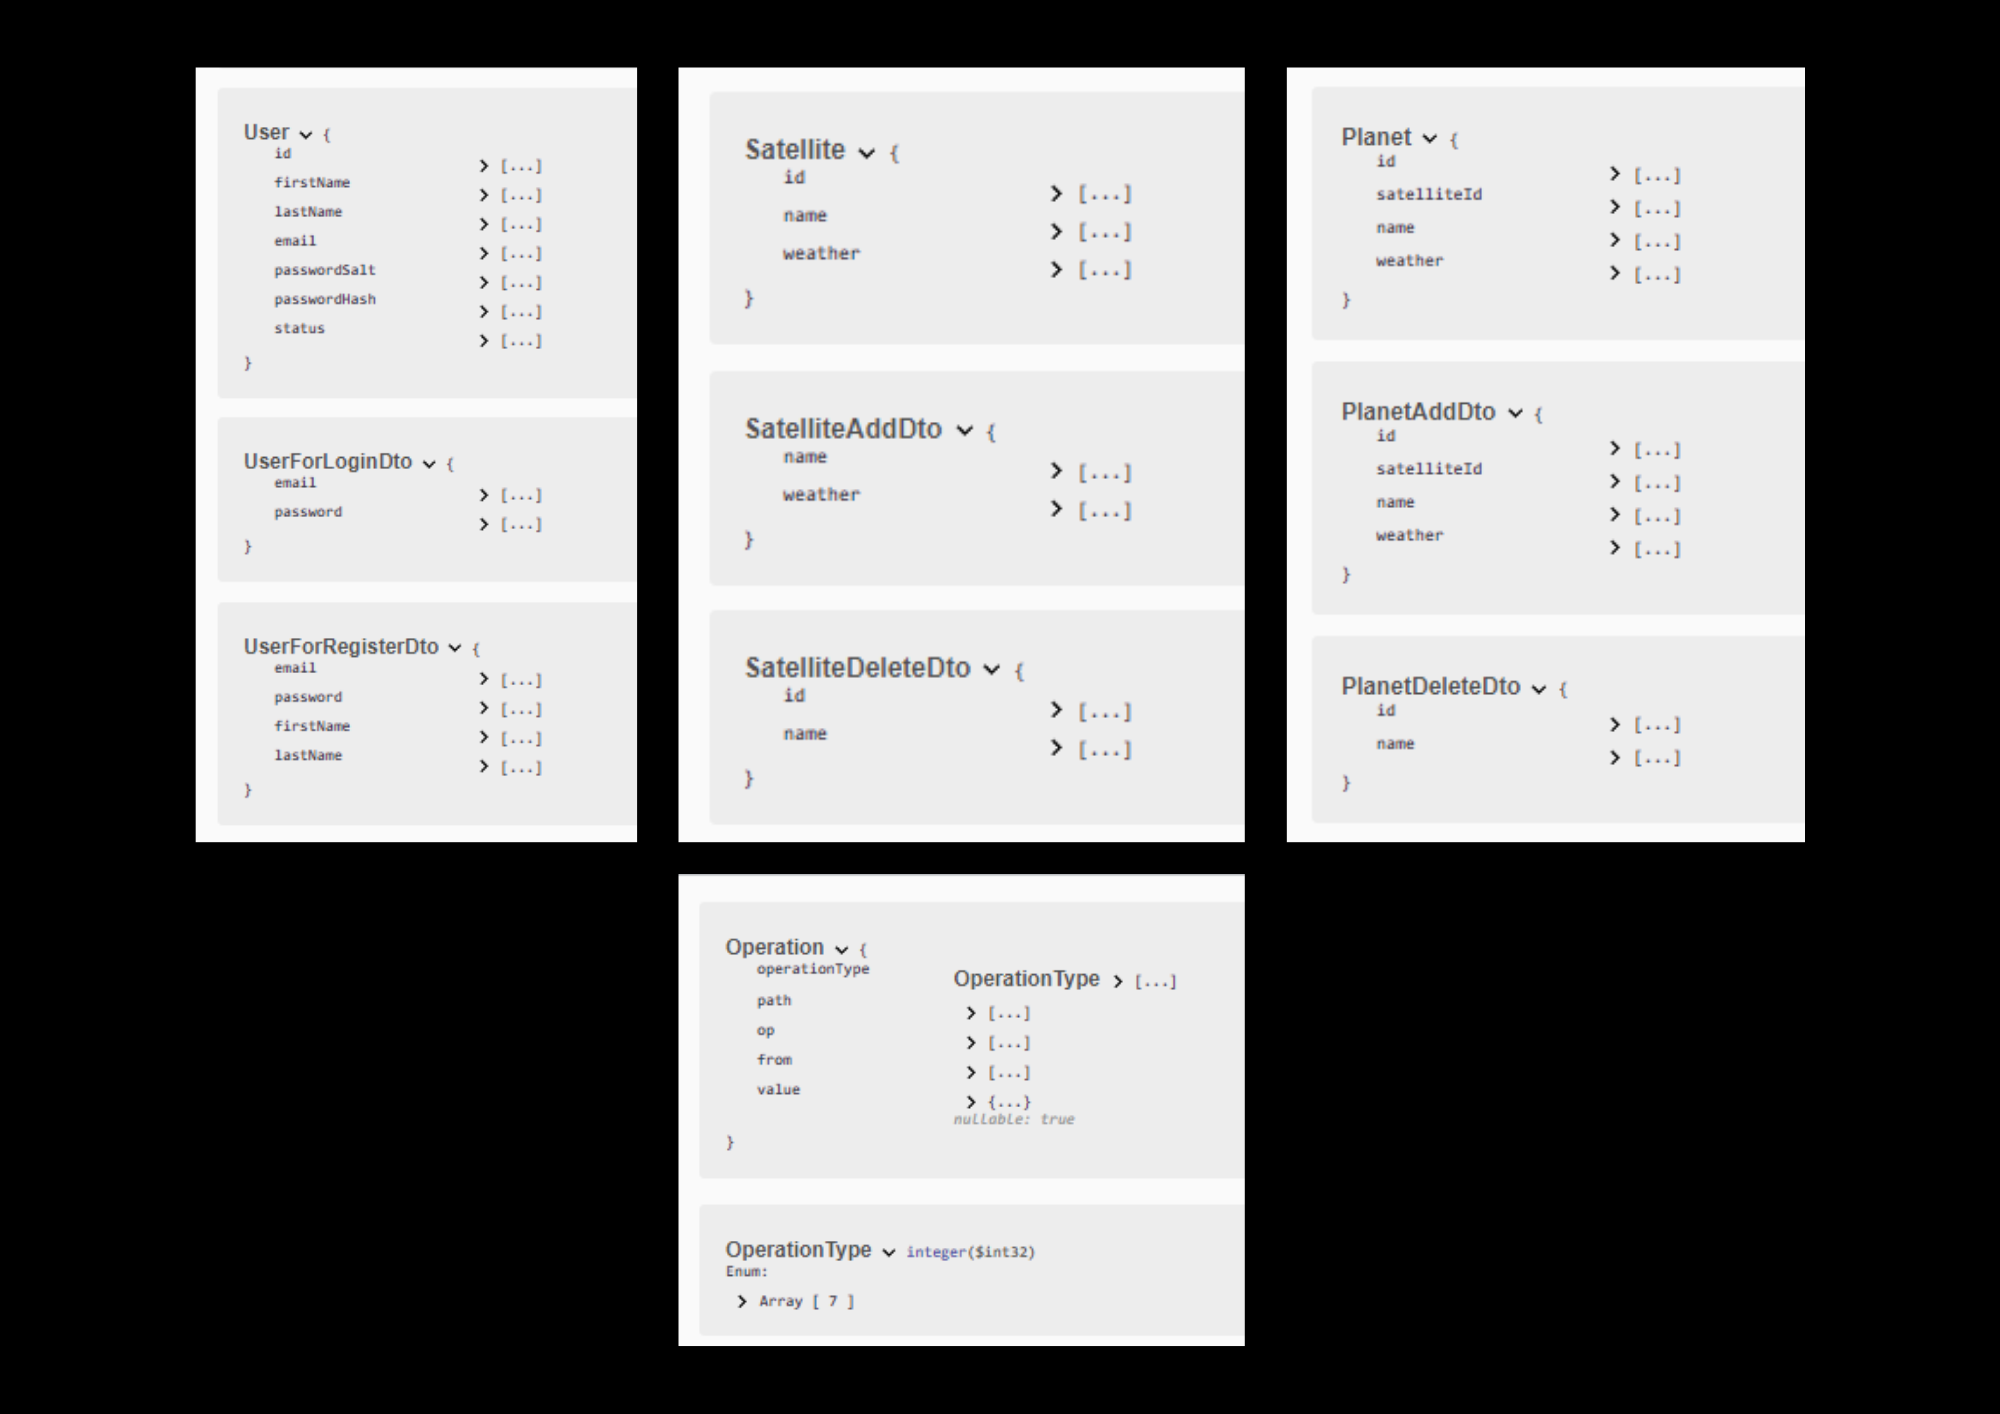 User {
id [...]
firstName [...]
lastName [...]
email [...]
passwordSalt [...]
passwordHash [...]
status [...]
}
UserForLoginDto {
email [...]
password [...]
}
UserForRegisterDto {
email [...]
password [...]
firstName [...]
lastName [...]
}
Satellite {
id [...]
name [...]
weather [...]
}
SatelliteAddDto {
name [...]
weather [...]
}
SatelliteDeleteDto {
id [...]
name [...]
}
Planet {
id [...]
satelliteId [...]
name [...]
weather [...]
}
PlanetAddDto {
id [...]
satelliteId [...]
name [...]
weather [...]
}
PlanetDeleteDto {
id [...]
name [...]
}
Operation {
operationType OperationType [...]
path [...]
op [...]
from [...]
value {...}
nullable: true
}
OperationType integer($int32)
Enum:
Array [ 7 ]